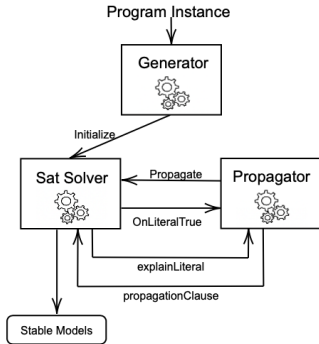 Program Instance
Generator
Initialize
Sat Solver
Propagate
Propagator
OnLiteralTrue
explainLiteral
propagationClause
Stable Models